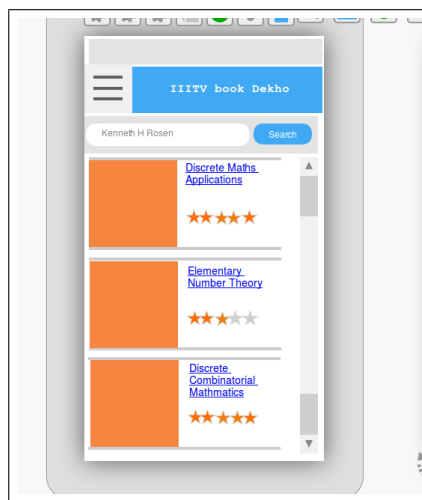 IIITV book Dekho
Kenneth H Rosen
Search
Discrete Maths
Applications
Elementary
Number Theory
Discrete
Combinatorial
Mathmatics